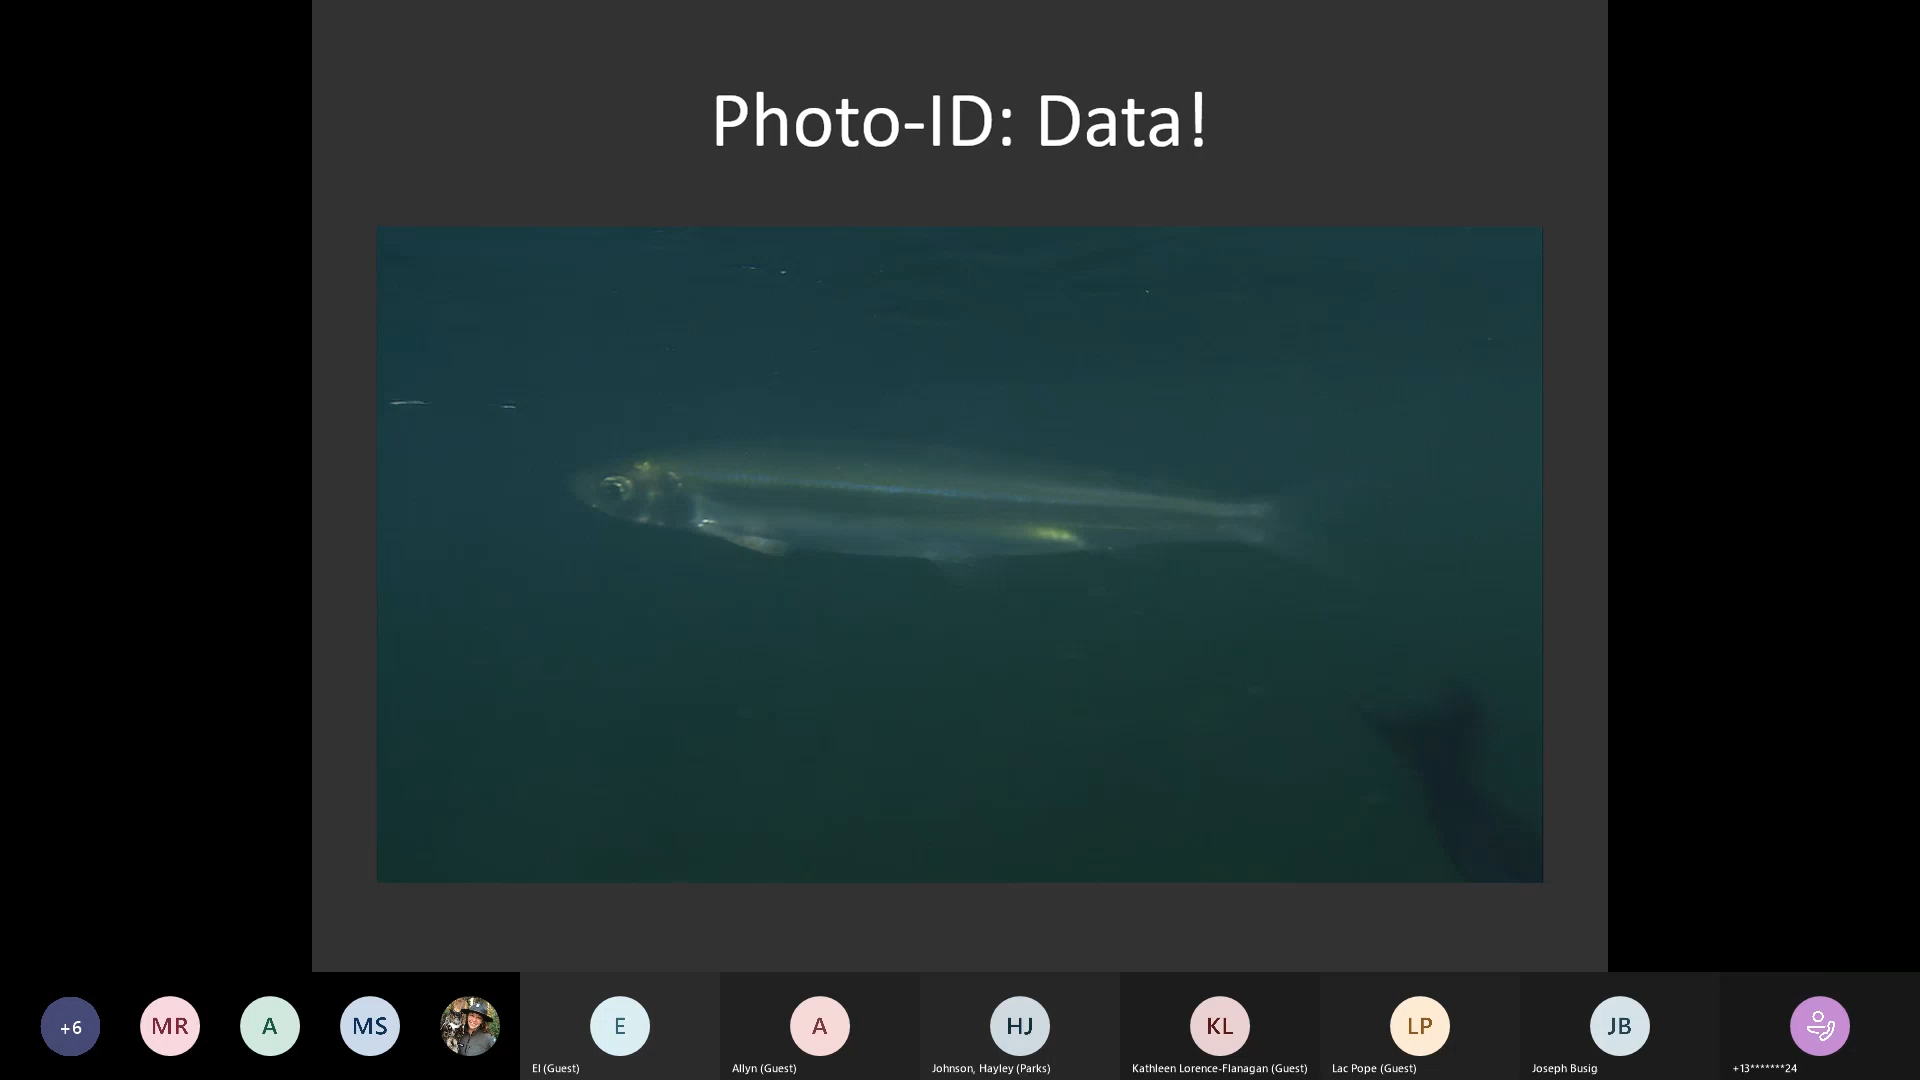 Photo-ID: Data!
+6
MR
A
MS
E
A
HJ
KL
LP
JB
El (Guest)
Allyn (Guest)
Johnson, Hayley (Parks)
Kathleen Lorence-Flanagan (Guest)
Lac Pope (Guest)
Joseph Busig
+13*******24